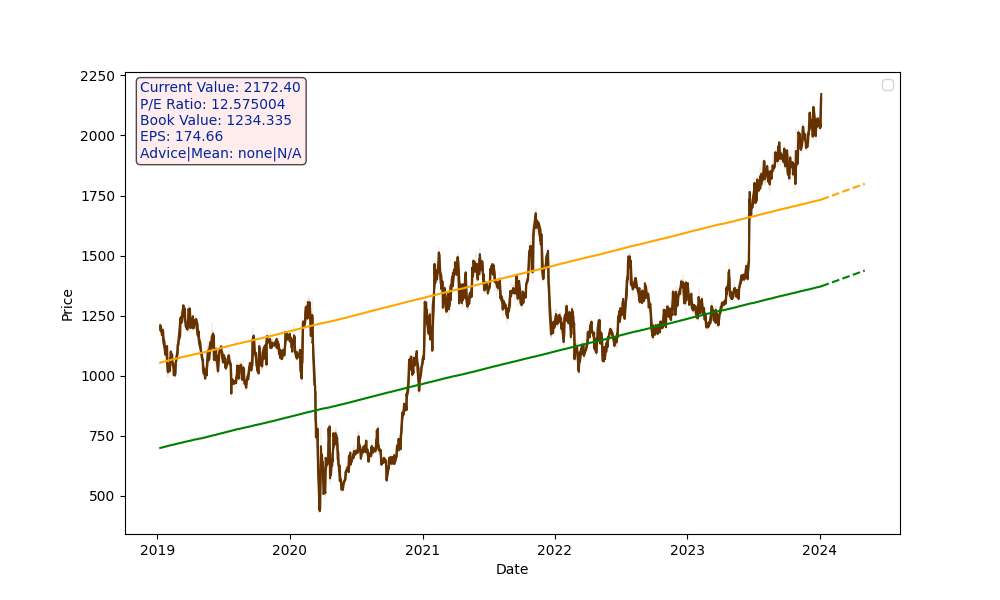 Current Value: 2172.40
P/E Ratio: 12.575004
Book Value: 1234.335
EPS: 174.66
Advice|Mean: none|N/A
2250
2000
1750
1500
1250
1000
750
500
Price
2019 2020 2021 2022 2023 2024
Date